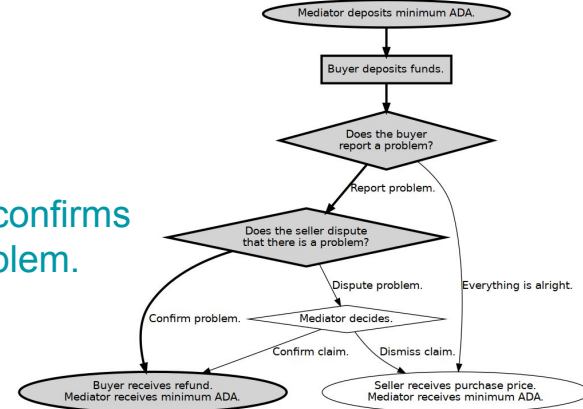 Mediator deposits minimum ADA.
Buyer deposits funds.
Does the buyer
report a problem?
Report problem.
confirms
Does the seller dispute
that there is a problem?
blem.
Dispute problem.
Everything is alright.
Confirm problem.
Mediator decides.
Confirm claim.
Dismiss claim.
Buyer receives refund.
Mediator receives minimum ADA.
Seller receives purchase price.
Mediator receives minimum ADA.